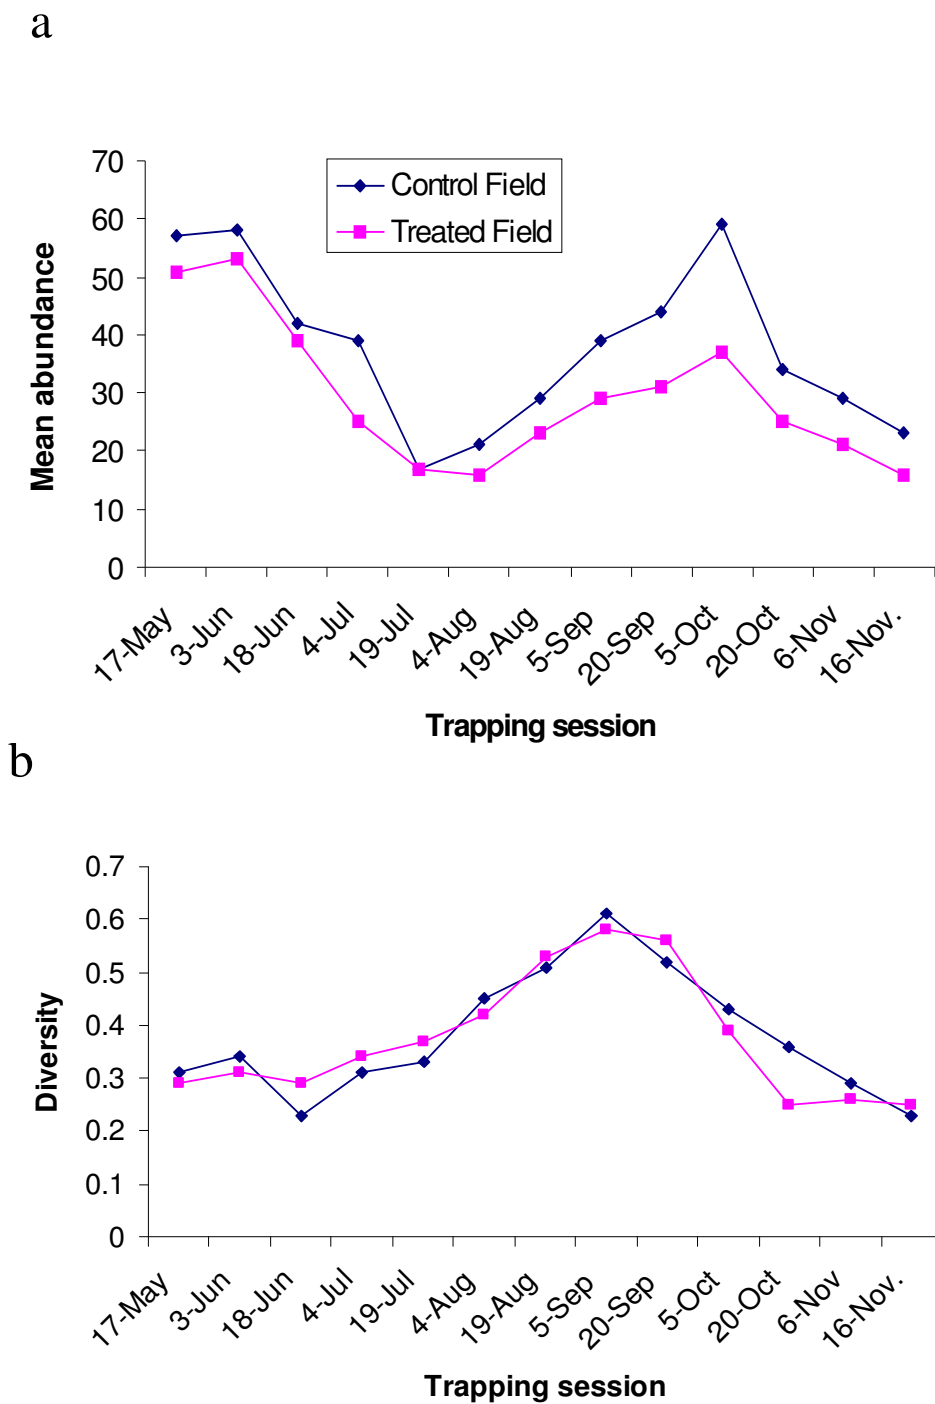 a
70
60
50
40
30
20
10
0
Mean abundance
Control Field
Treated Field
17-May
3-Jun
18-Jun
4-Jul
19-Jul
4-Aug
19-Aug
5-Sep
20-Sep
5-Oct
20-Oct
6-Nov
16-Nov.
Trapping session
b
0.7
0.6
0.5
0.4
0.3
0.2
0.1
0
Diversity
17-May
3-Jun
18-Jun
4-Jul
19-Jul
4-Aug
19-Aug
5-Sep
20-Sep
5-Oct
20-Oct
6-Nov
16-Nov.
Trapping session